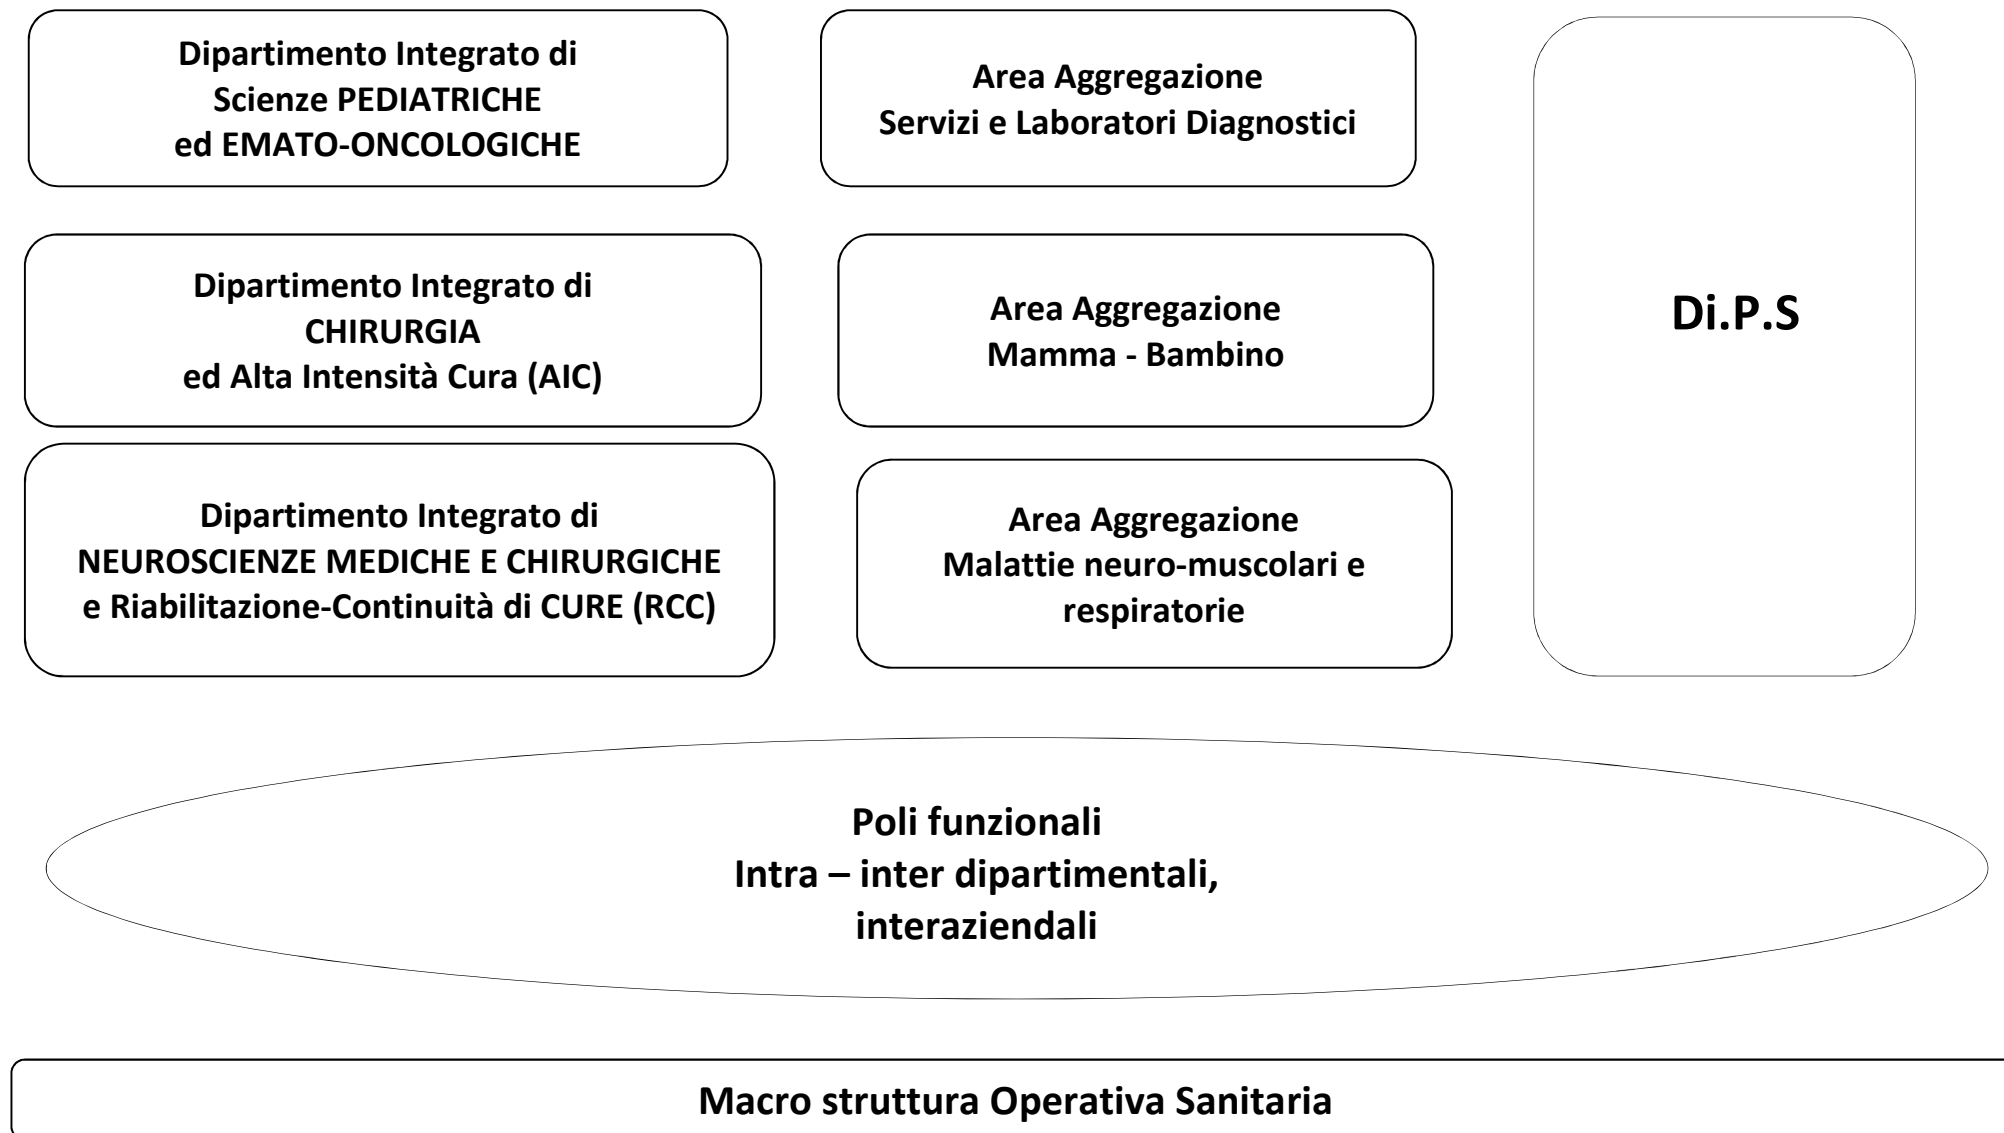 Dipartimento Integrato di
Scienze PEDIATRICHE
ed EMATO-ONCOLOGICHE
Area Aggregazione
Servizi e Laboratori Diagnostici
Dipartimento Integrato di
CHIRURGIA
ed Alta Intensità Cura (AIC)
Area Aggregazione
Mamma - Bambino
Di.P.S
Dipartimento Integrato di
NEUROSCIENZE MEDICHE E CHIRURGICHE
e Riabilitazione-Continuità di CURE (RCC)
Area Aggregazione
Malattie neuro-muscolari e
respiratorie
Poli funzionali
Intra – inter dipartimentali,
interaziendali
Macro struttura Operativa Sanitaria